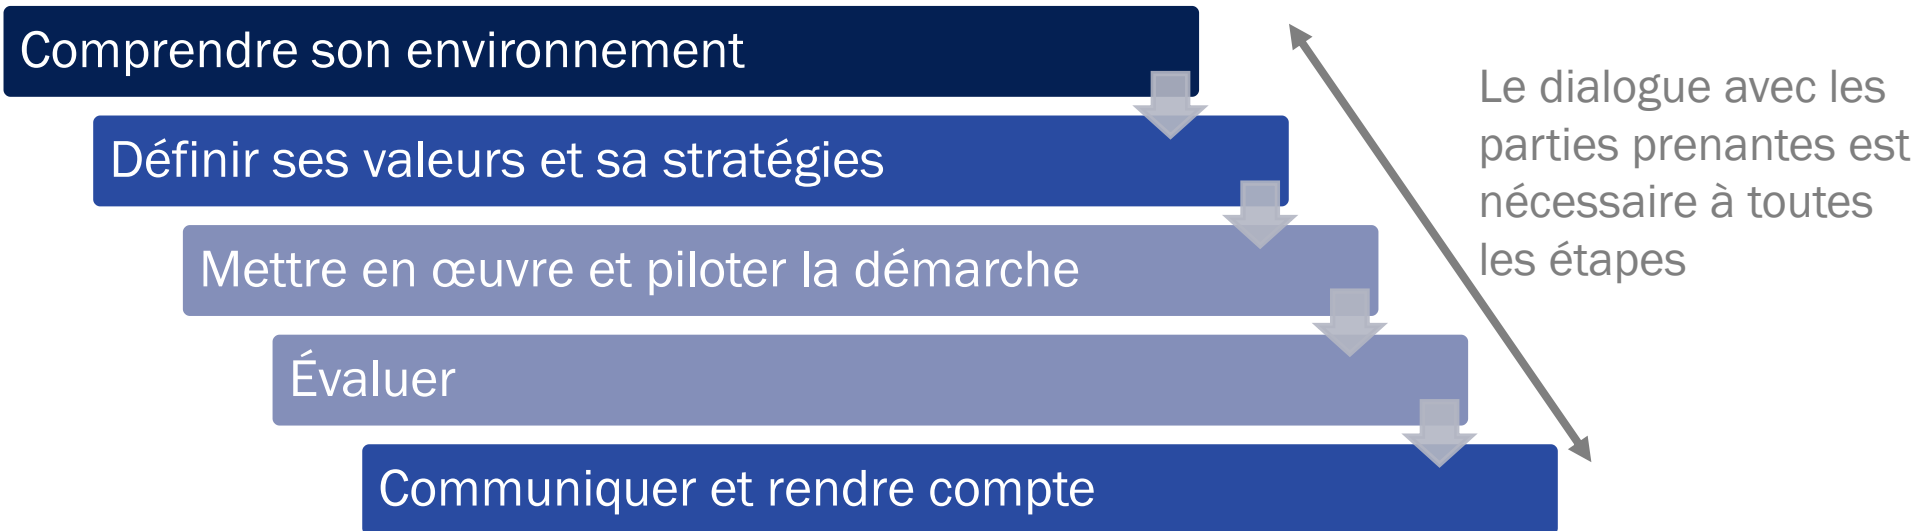 Comprendre son environnement
Définir ses valeurs et sa stratégies
Mettre en œuvre et piloter la démarche
Évaluer
Communiquer et rendre compte
Le dialogue avec les
parties prenantes est
nécessaire à toutes
les étapes